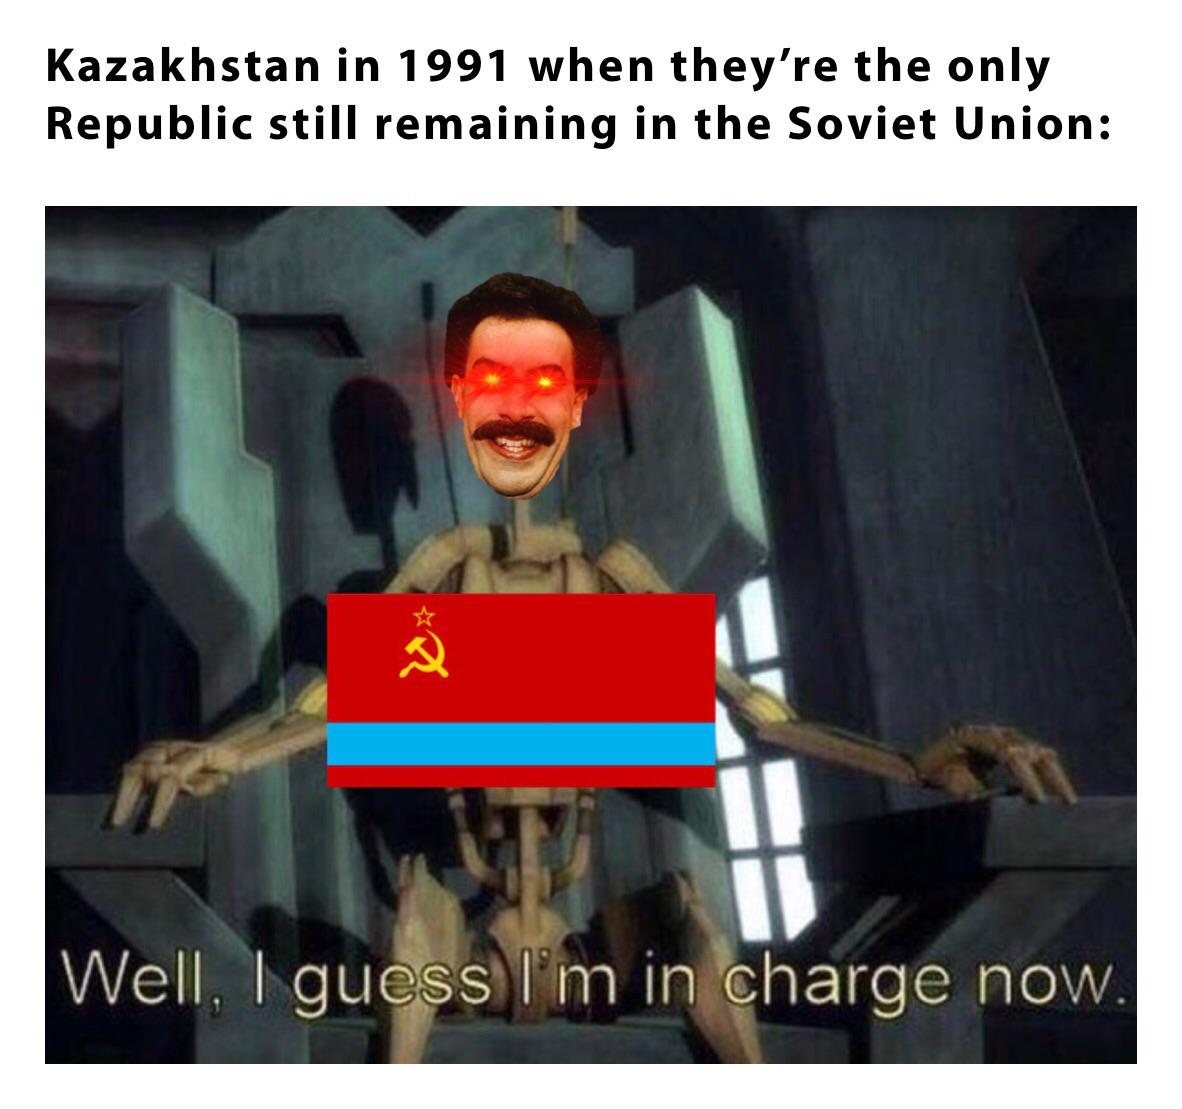 Kazakhstan in 1991 when they’re the only
Republic still remaining in the Soviet Union:
Well, I guess I'm in charge now.